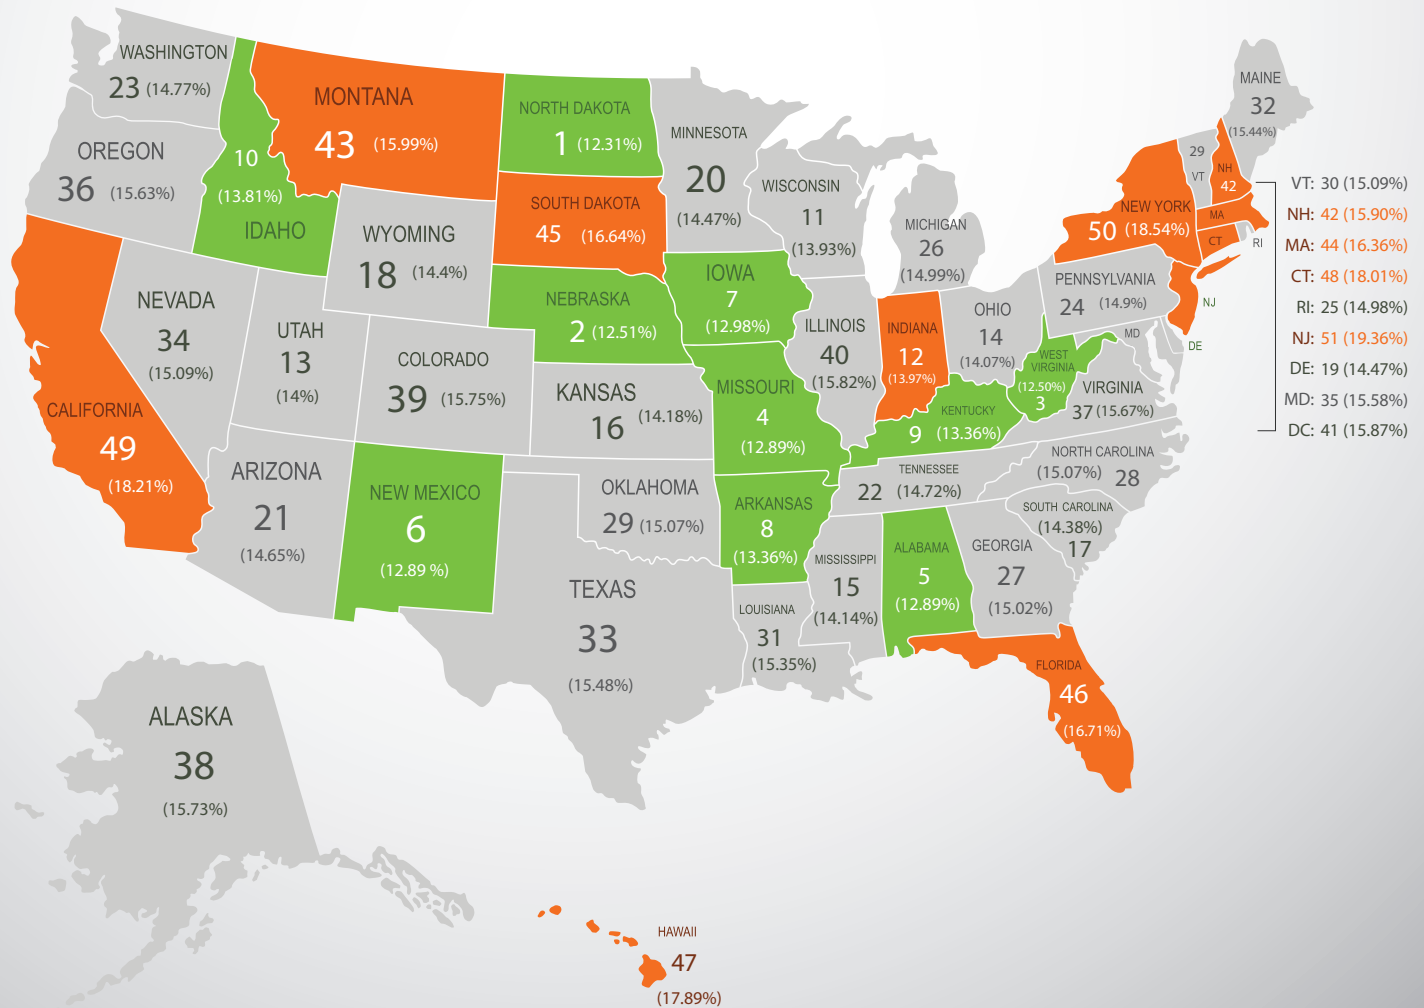 WASHINGTON
23 (14.77%)
OREGON
36 (15.63%)
10
(13.81%)
IDAHO
MONTANA
43 (15.99%)
NORTH DAKOTA
1 (12.31%)
MINNESOTA
20
(14.47%)
SOUTH DAKOTA
45 (16.64%)
WYOMING
18 (14.4%)
WISCONSIN
11
(13.93%)
MICHIGAN
26
(14.99%)
NEW YORK
50 (18.54%)
29
VT
NH
42
MAINE
32
(15.44%)
MA
CT
RI
NJ
DE
MD
VT: 30 (15.09%)
NH: 42 (15.90%)
MA: 44 (16.36%)
CT: 48 (18.01%)
RI: 25 (14.98%)
NJ: 51 (19.36%)
DE: 19 (14.47%)
MD: 35 (15.58%)
DC: 41 (15.87%)
NEVADA
34
(15.09%)
UTAH
13
(14%)
COLORADO
39 (15.75%)
NEBRASKA
2 (12.51%)
IOWA
7
(12.98%)
ILLINOIS
40
(15.82%)
INDIANA
12
(13.97%)
OHIO
14
(14.07%)
PENNSYLVANIA
24 (14.9%)
WEST
VIRGINIA
(12.50%)
3
VIRGINIA
37 (15.67%)
CALIFORNIA
49
(18.21%)
KANSAS
16 (14.18%)
MISSOURI
4
(12.89%)
KENTUCKY
9 (13.36%)
NORTH CAROLINA
(15.07%) 28
TENNESSEE
22 (14.72%)
SOUTH CAROLINA
(14.38%)
17
ARIZONA
21
(14.65%)
NEW MEXICO
6
(12.89 %)
OKLAHOMA
29 (15.07%)
ARKANSAS
8
(13.36%)
MISSISSIPPI
15
(14.14%)
ALABAMA
5
(12.89%)
GEORGIA
27
(15.02%)
TEXAS
33
(15.48%)
LOUISIANA
31
(15.35%)
FLORIDA
46
(16.71%)
ALASKA
38
(15.73%)
HAWAII
47
(17.89%)